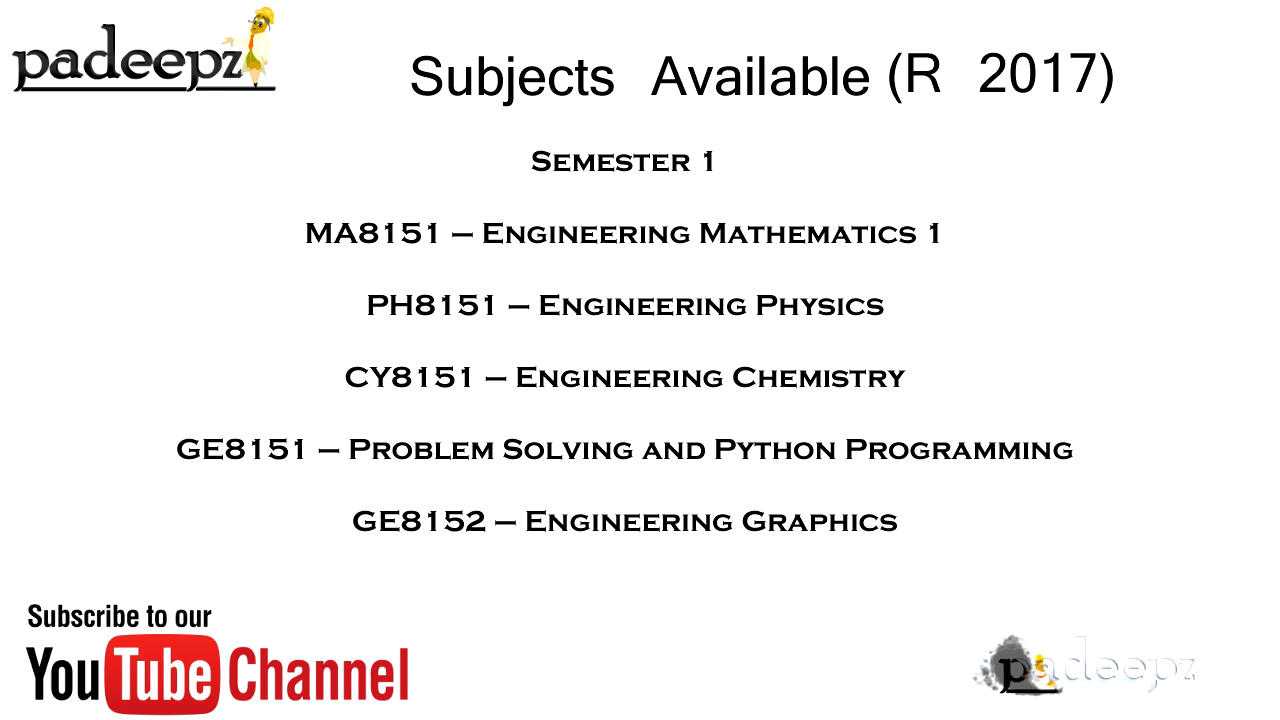 padeepz
Subjects Available (R 2017)
SEMESTER 1
MA8151 – ENGINEERING MATHEMATICS 1
PH8151 – ENGINEERING PHYSICS
CY8151 – ENGINEERING CHEMISTRY
GE8151 – PROBLEM SOLVING AND PYTHON PROGRAMMING
GE8152 – ENGINEERING GRAPHICS
Subscribe to our
YouTube Channel
padeepz